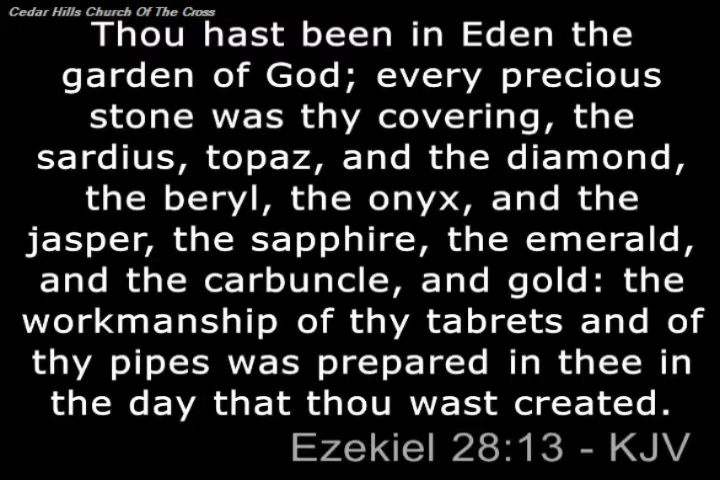 Cedar Hills Church Of The Cross
Thou hast been in Eden the
garden of God; every precious
stone was thy covering, the
sardius, topaz, and the diamond,
the beryl, the onyx, and the
jasper, the sapphire, the emerald,
and the carbuncle, and gold: the
workmanship of thy tabrets and of
thy pipes was prepared in thee in
the day that thou wast created.
Ezekiel 28:13 - KJV